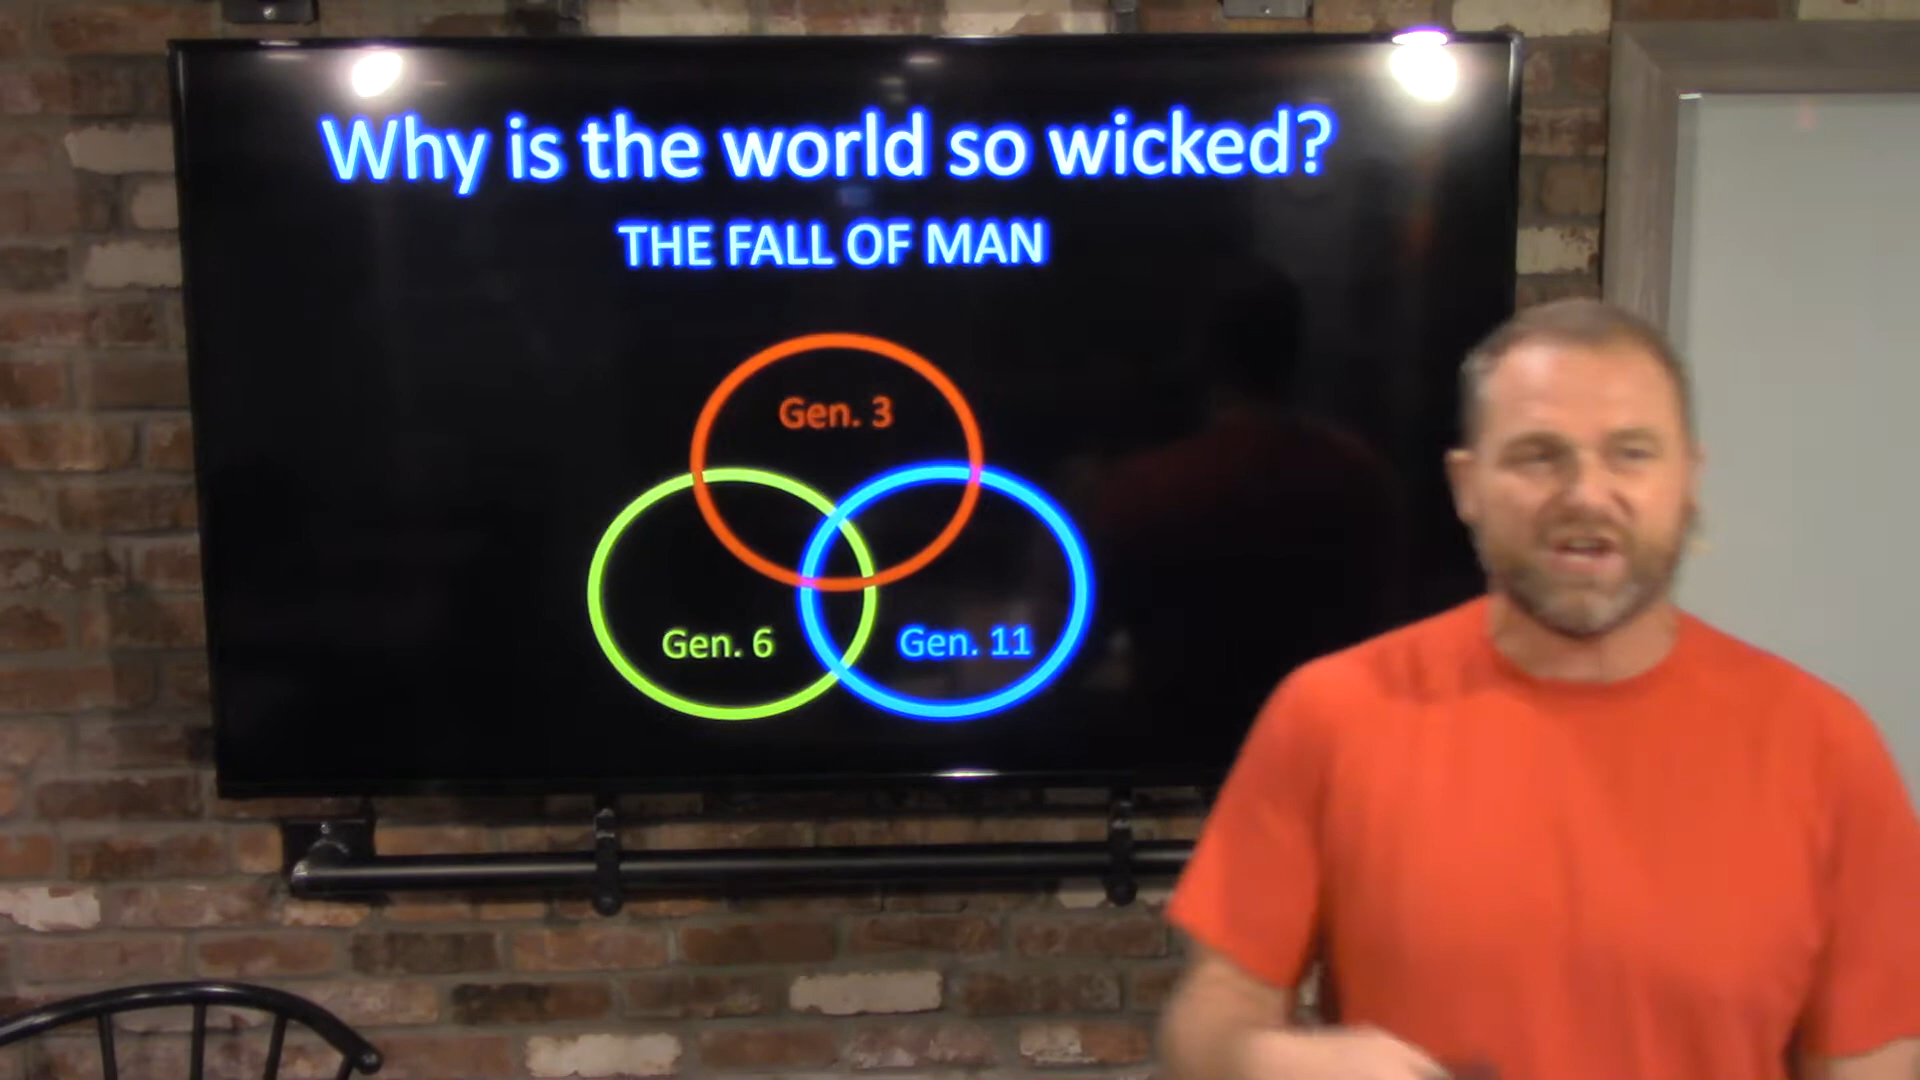 Why is the world so wicked?
THE FALL OF MAN
Gen. 3
Gen. 6
Gen. 11